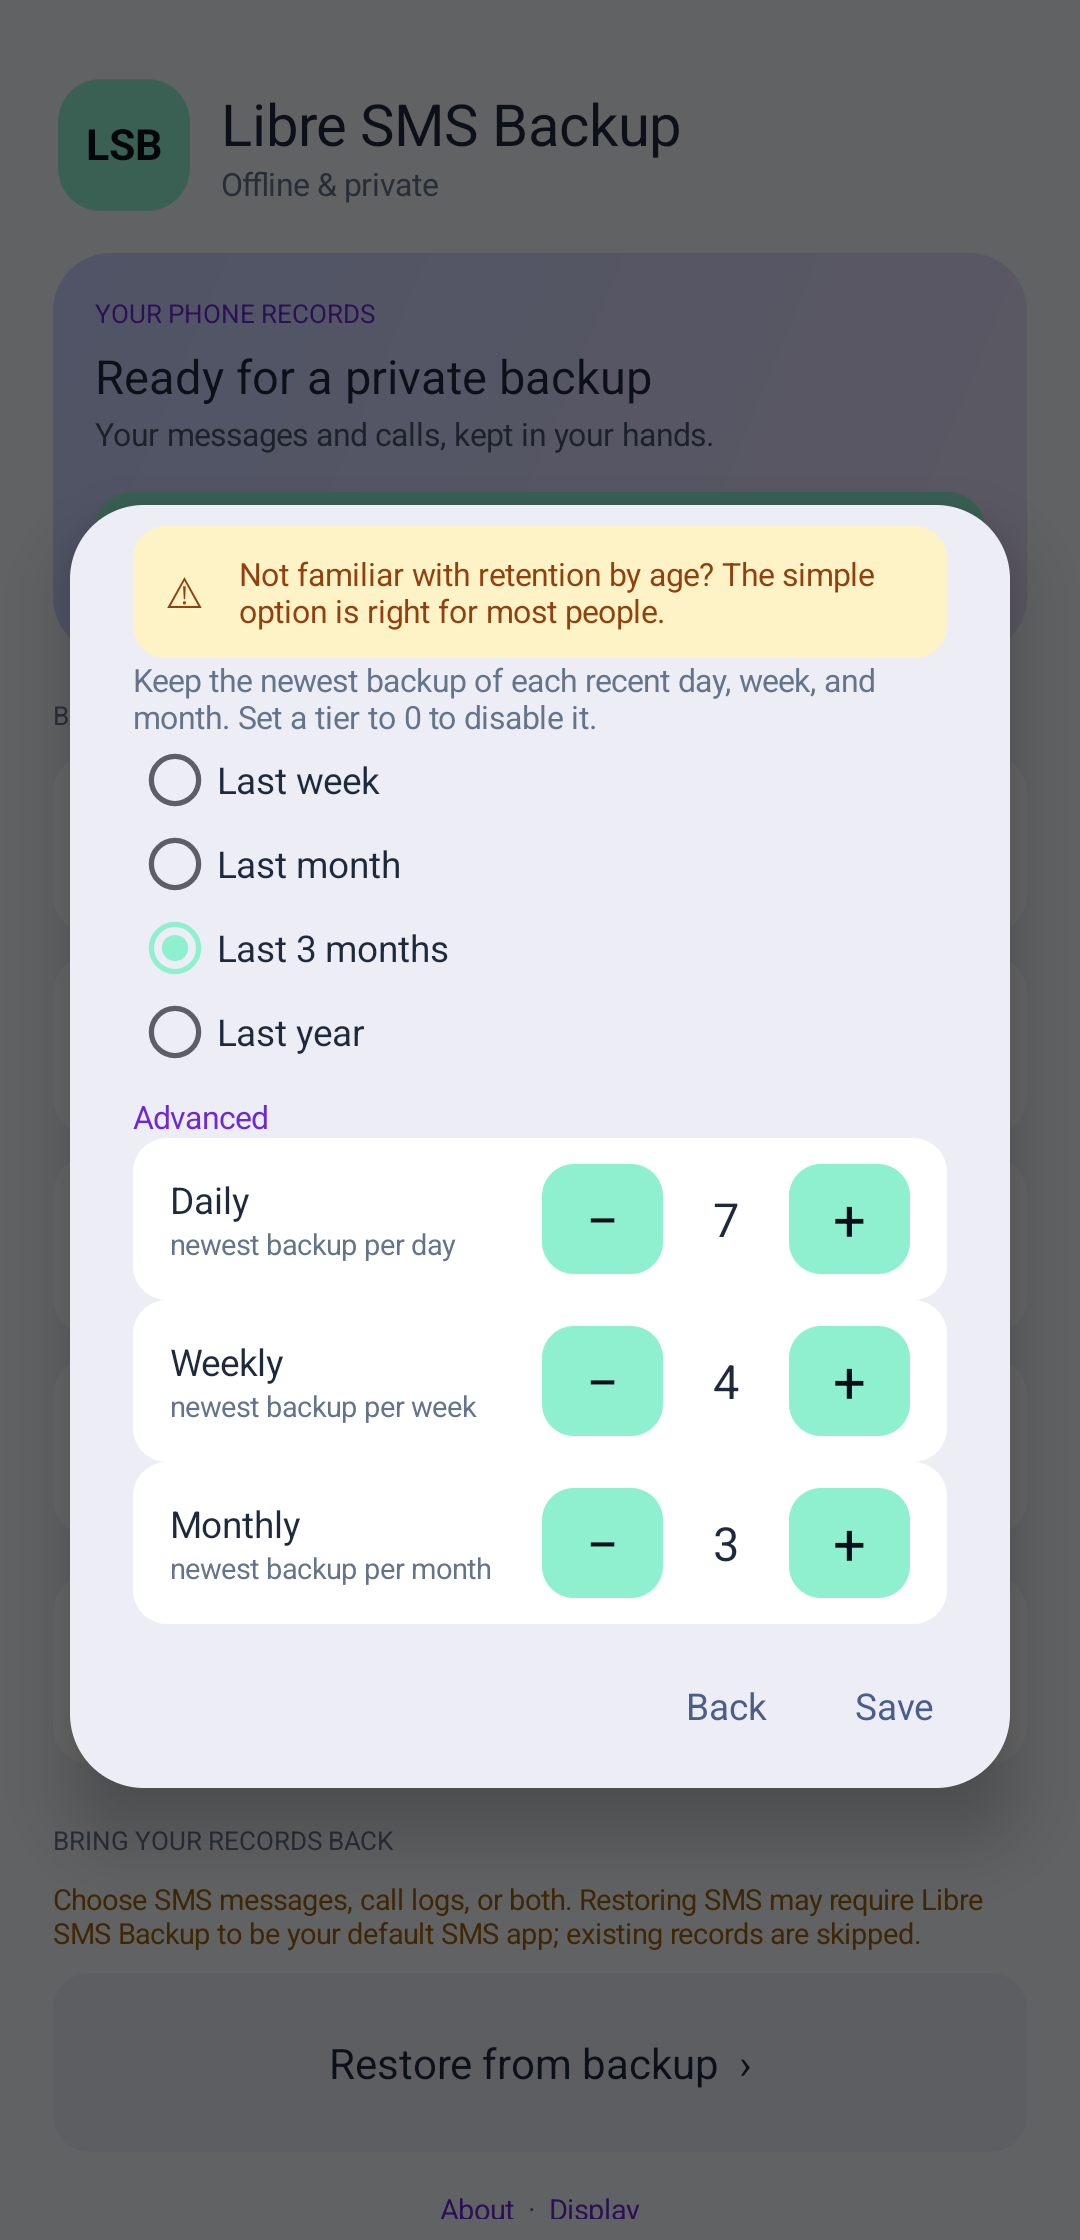 LSB
Libre SMS Backup
Offline & private
YOUR PHONE RECORDS
Ready for a private backup
Your messages and calls, kept in your hands.
⚠ Not familiar with retention by age? The simple
option is right for most people.
Keep the newest backup of each recent day, week, and
month. Set a tier to 0 to disable it.
B
Last week
Last month
Last 3 months
Last year
Advanced
Daily
newest backup per day
− 7 +
Weekly
newest backup per week
− 4 +
Monthly
newest backup per month
− 3 +
Back Save
BRING YOUR RECORDS BACK
Choose SMS messages, call logs, or both. Restoring SMS may require Libre
SMS Backup to be your default SMS app; existing records are skipped.
Restore from backup ›
About · Display